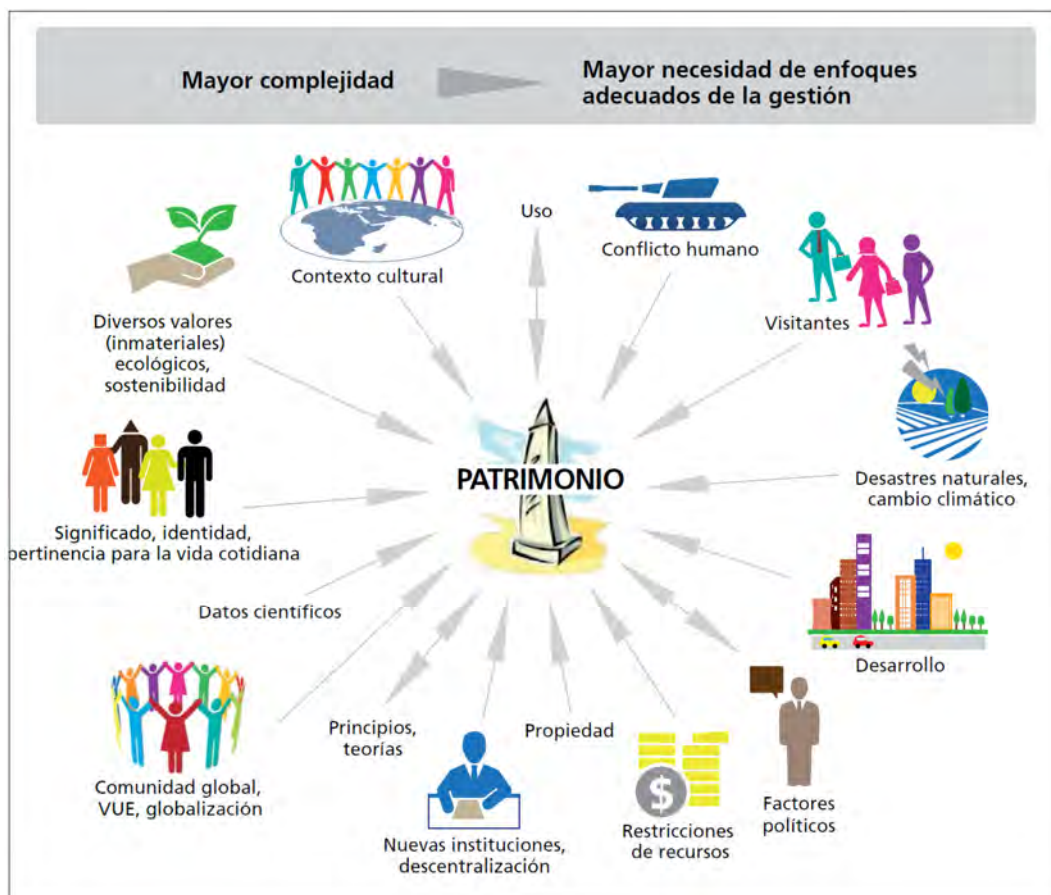 Mayor complejidad
Mayor necesidad de enfoques
adecuados de la gestión
Contexto cultural
Uso
Conflicto humano
Visitantes
Diversos valores
(inmateriales)
ecológicos,
sostenibilidad
Desastres naturales,
cambio climático
PATRIMONIO
Significado, identidad,
pertinencia para la vida cotidiana
Datos científicos
Desarrollo
Comunidad global,
VUE, globalización
Principios,
teorías
Nuevas instituciones,
descentralización
Propiedad
$
Restricciones
de recursos
Factores
políticos